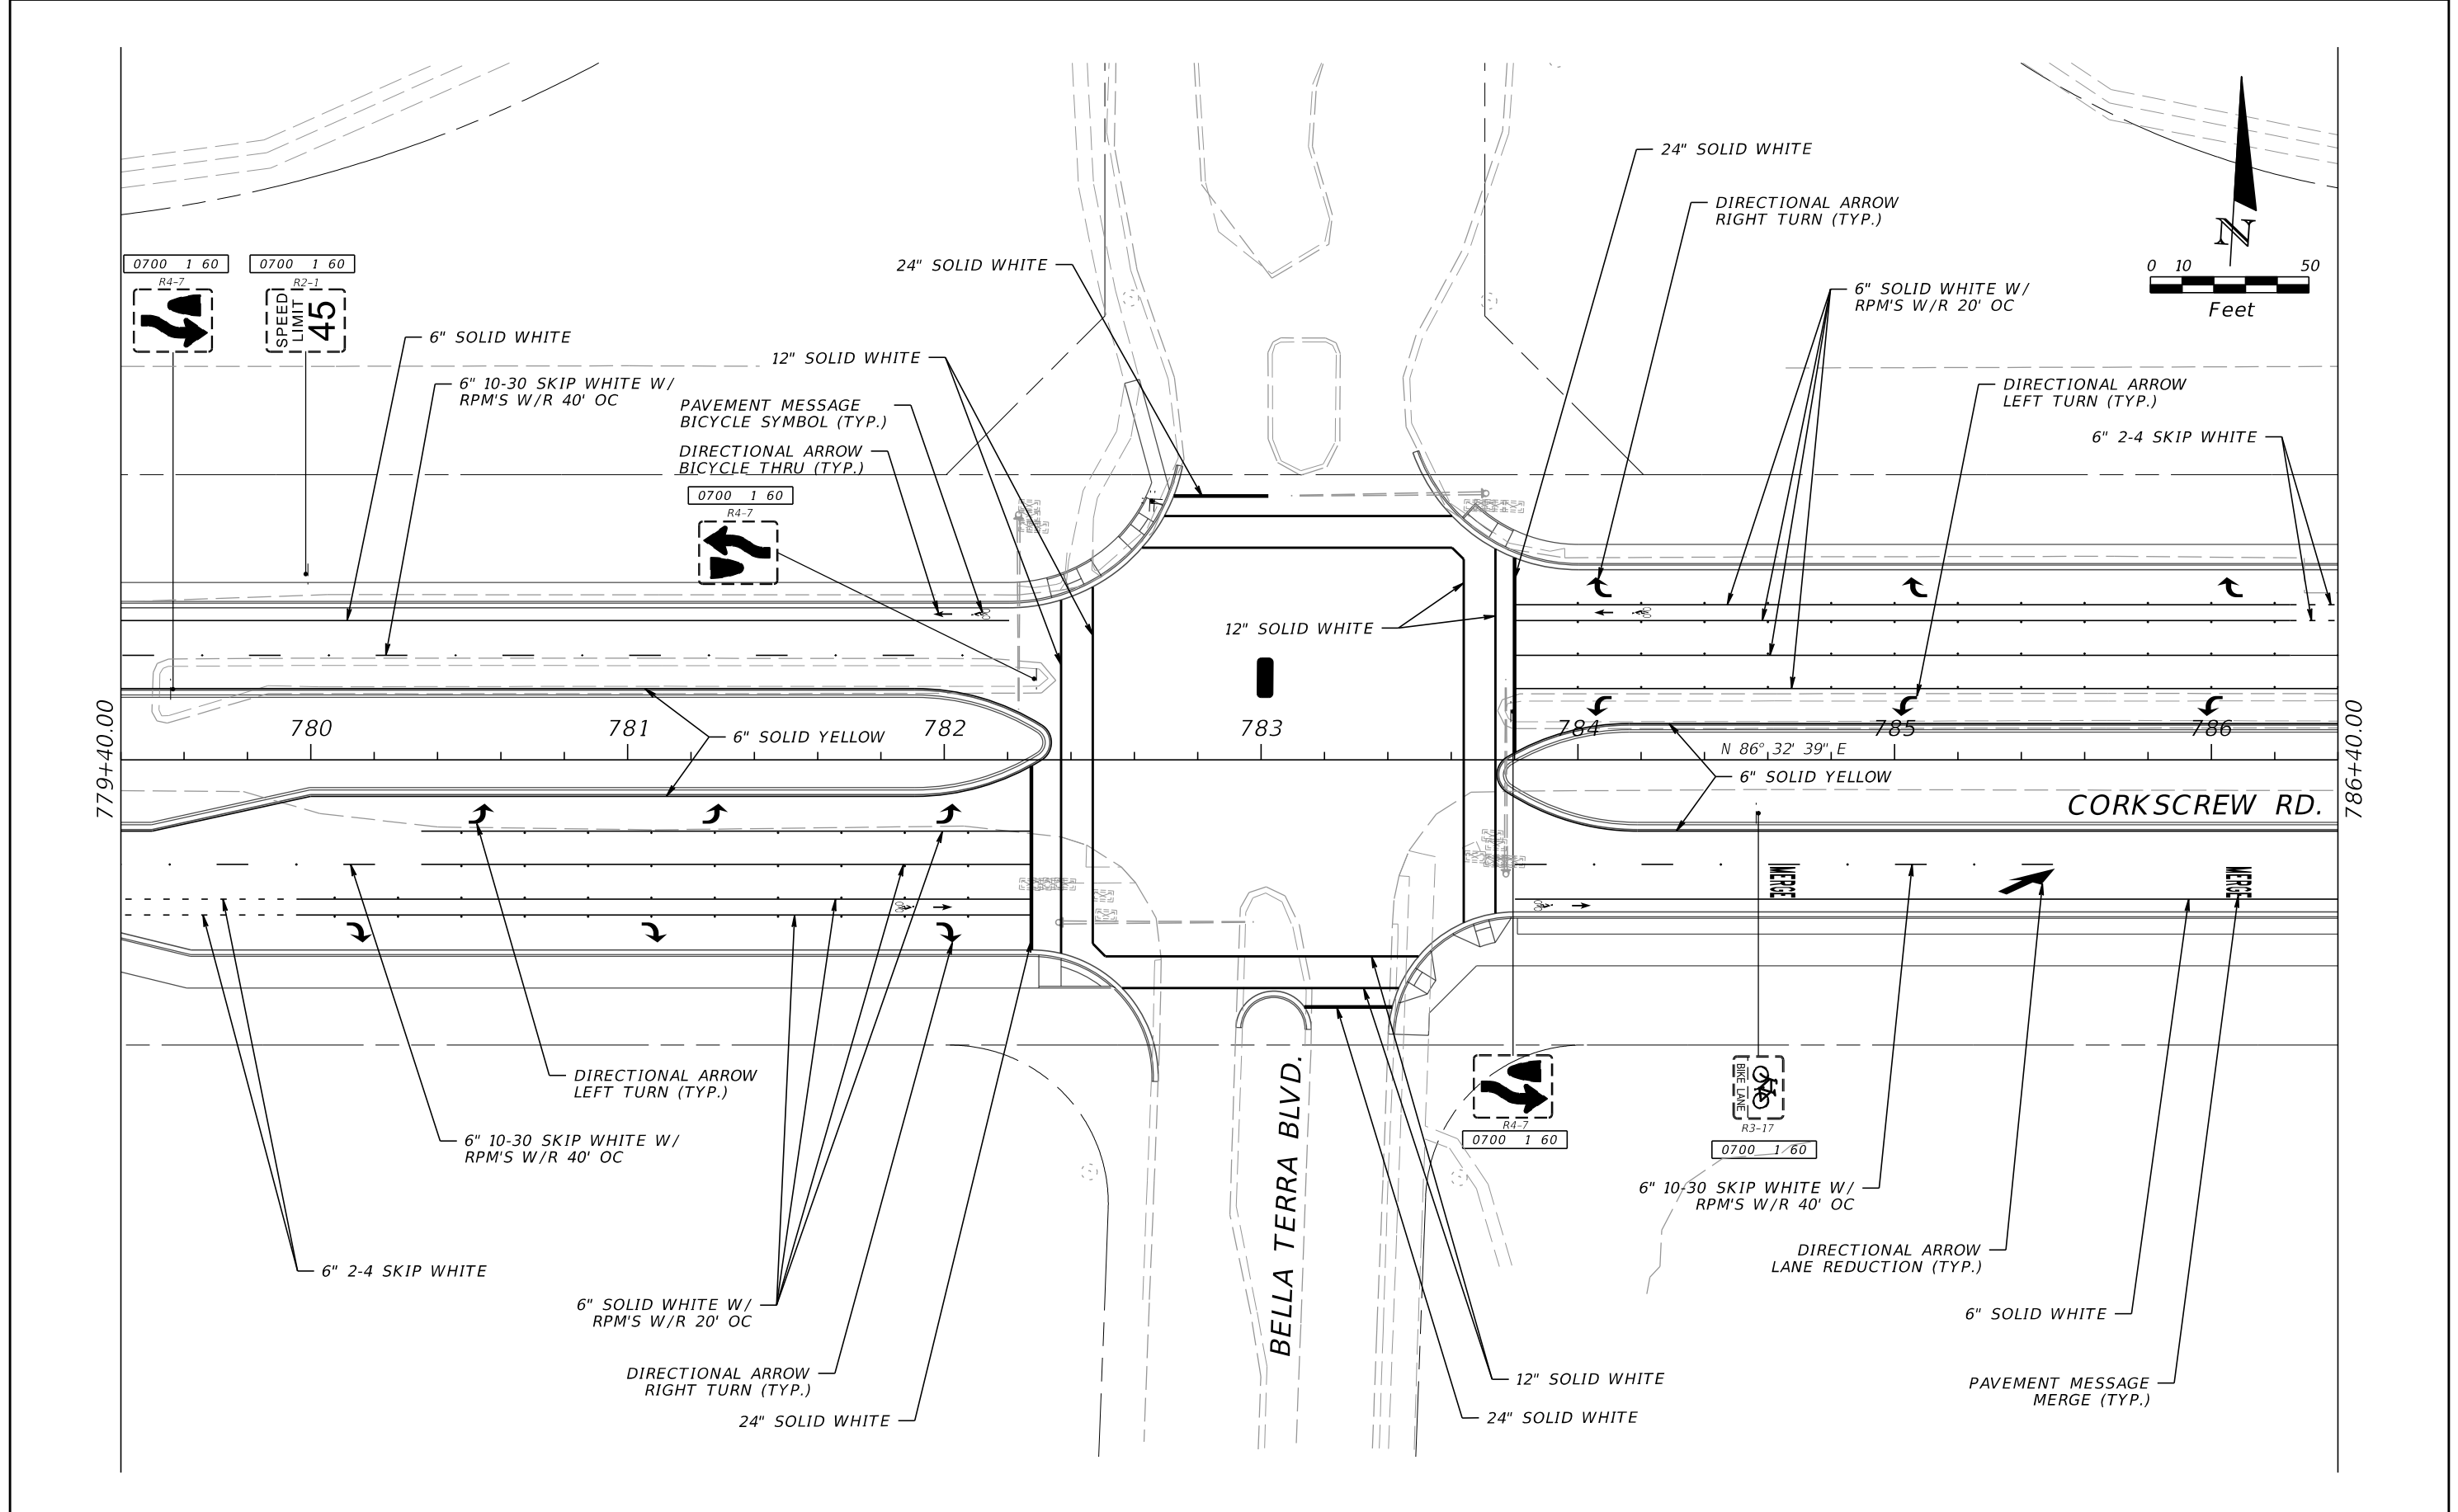 24" SOLID WHITE
DIRECTIONAL ARROW
RIGHT TURN (TYP.)
N
0 10 50
Feet
0700 1 60
R4-7
0700 1 60
R2-1
SPEED
LIMIT
45
24" SOLID WHITE
6" SOLID WHITE W/
RPM'S W/R 20' OC
6" SOLID WHITE
12" SOLID WHITE
6" 10-30 SKIP WHITE W/
RPM'S W/R 40' OC
DIRECTIONAL ARROW
LEFT TURN (TYP.)
PAVEMENT MESSAGE
BICYCLE SYMBOL (TYP.)
6" 2-4 SKIP WHITE
DIRECTIONAL ARROW
BICYCLE THRU (TYP.)
0700 1 60
R4-7
12" SOLID WHITE
779+40.00
780
781
782
783
784
785
786
786+40.00
6" SOLID YELLOW
N 86° 32' 39" E
6" SOLID YELLOW
CORKSCREW RD.
MERGE
MERGE
BELLA TERRA BLVD.
R4-7
0700 1 60
BIKE LANE
R3-17
0700 1 60
DIRECTIONAL ARROW
LEFT TURN (TYP.)
6" 10-30 SKIP WHITE W/
RPM'S W/R 40' OC
6" 10-30 SKIP WHITE W/
RPM'S W/R 40' OC
6" 2-4 SKIP WHITE
DIRECTIONAL ARROW
LANE REDUCTION (TYP.)
6" SOLID WHITE W/
RPM'S W/R 20' OC
6" SOLID WHITE
DIRECTIONAL ARROW
RIGHT TURN (TYP.)
12" SOLID WHITE
PAVEMENT MESSAGE
MERGE (TYP.)
24" SOLID WHITE
24" SOLID WHITE